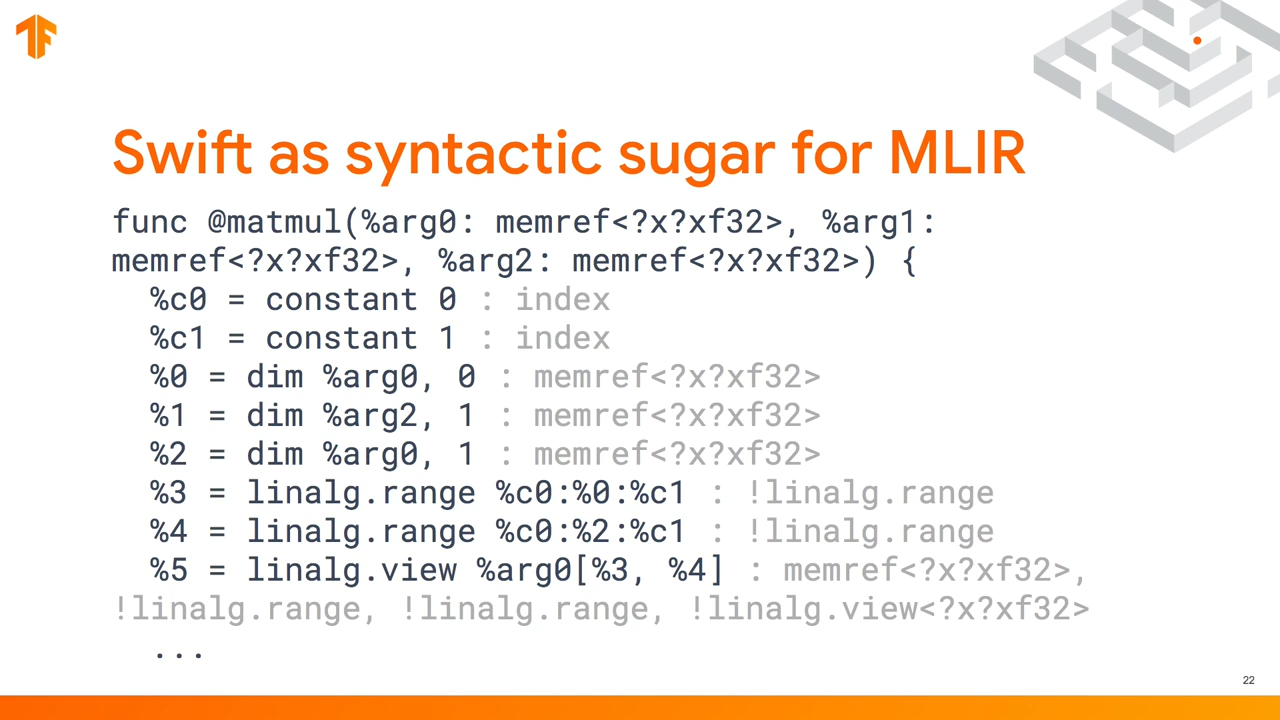 Swift as syntactic sugar for MLIR
func @matmul(%arg0: memref<?x?xf32>, %arg1:
memref<?x?xf32>, %arg2: memref<?x?xf32>) {
%c0 = constant 0 : index
%c1 = constant 1 : index
%0 = dim %arg0, 0 : memref<?x?xf32>
%1 = dim %arg2, 1 : memref<?x?xf32>
%2 = dim %arg0, 1 : memref<?x?xf32>
%3 = linalg.range %c0:%0:%c1 : !linalg.range
%4 = linalg.range %c0:%2:%c1 : !linalg.range
%5 = linalg.view %arg0[%3, %4] : memref<?x?xf32>,
!linalg.range, !linalg.range, !linalg.view<?x?xf32>
...
22